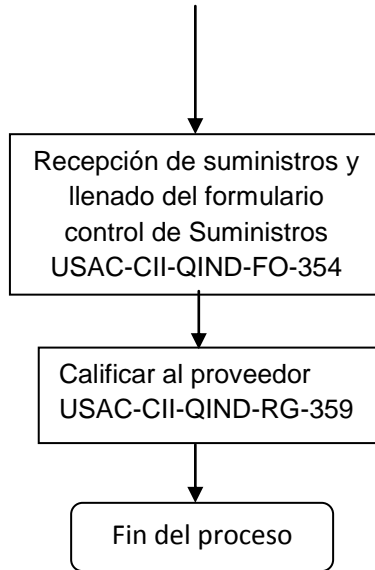 Recepción de suministros y
llenado del formulario
control de Suministros
USAC-CII-QIND-FO-354
Calificar al proveedor
USAC-CII-QIND-RG-359
Fin del proceso